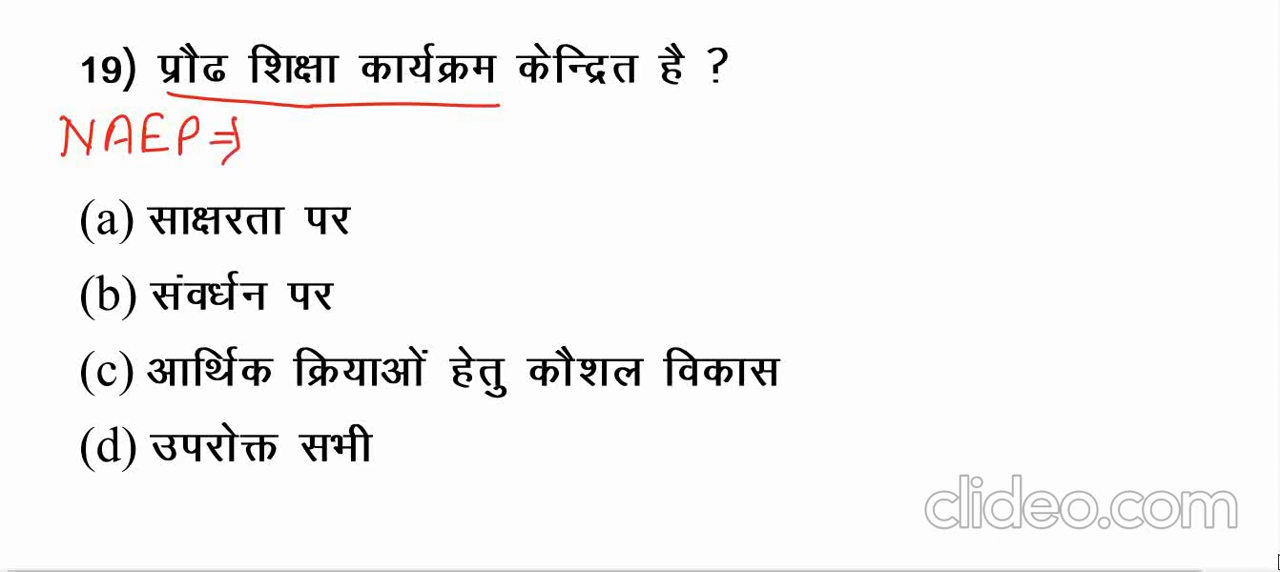 19) प्रौढ शिक्षा कार्यक्रम केन्द्रित है ?
NAEP ⇒
(a) साक्षरता पर
(b) संवर्धन पर
(c) आर्थिक क्रियाओं हेतु कौशल विकास
(d) उपरोक्त सभी
clideo.com